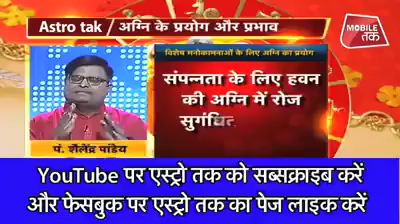 Astro tak / अग्नि के प्रयोग और प्रभाव
MOBILE
तक
विशेष मनोकामनाओं के लिए अग्नि का प्रयोग
संपन्नता के लिए हवन
की अग्नि में रोज
सुगंधित
पं. शैलेंद्र पांडेय
YouTube पर एस्ट्रो तक को सब्सक्राइब करें
और फेसबुक पर एस्ट्रो तक का पेज लाइक करें